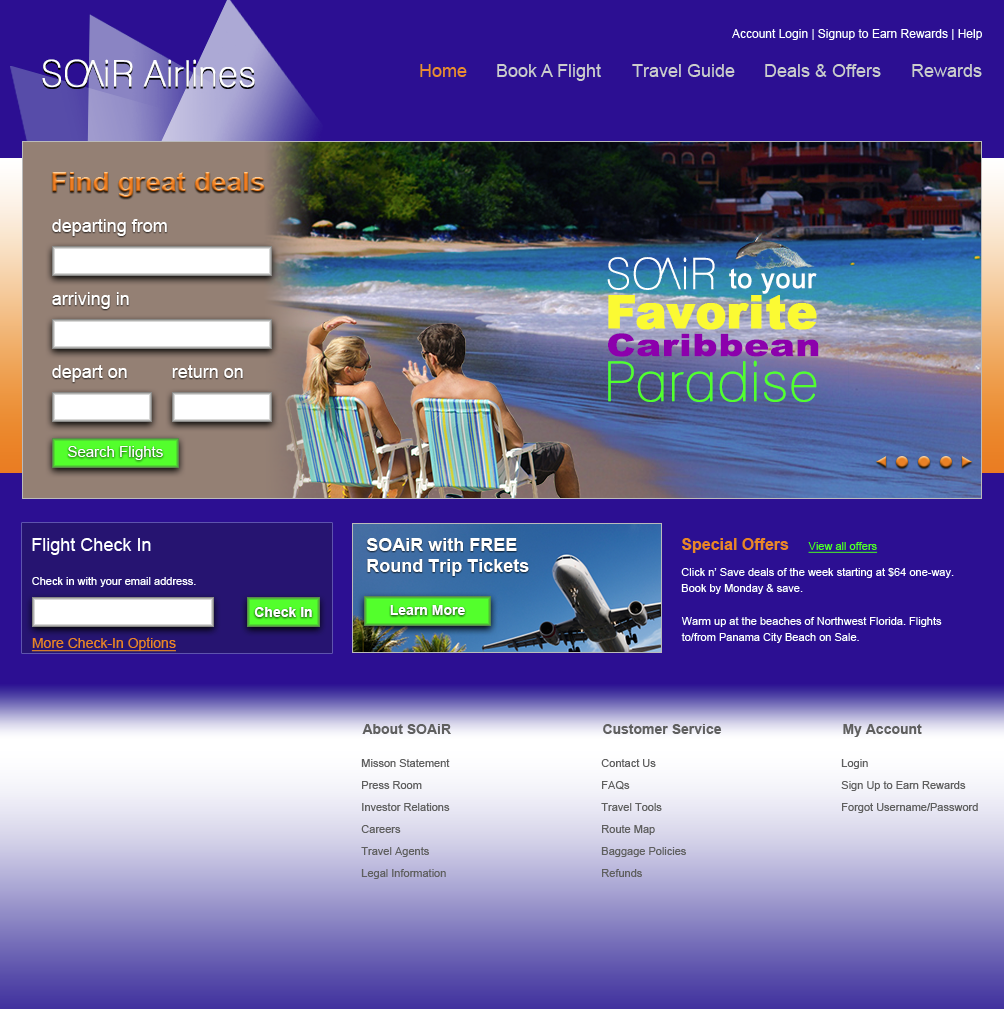 Account Login | Signup to Earn Rewards | Help
SOAiR Airlines
Home Book A Flight Travel Guide Deals & Offers Rewards
Find great deals
departing from
arriving in
depart on return on
Search Flights
SOAiR to your
Favorite
Caribbean
Paradise
Flight Check In
Check in with your email address.
Check In
More Check-In Options
SOAiR with FREE
Round Trip Tickets
Learn More
Special Offers View all offers
Click n' Save deals of the week starting at $64 one-way.
Book by Monday & save.
Warm up at the beaches of Northwest Florida. Flights
to/from Panama City Beach on Sale.
About SOAiR
Misson Statement
Press Room
Investor Relations
Careers
Travel Agents
Legal Information
Customer Service
Contact Us
FAQs
Travel Tools
Route Map
Baggage Policies
Refunds
My Account
Login
Sign Up to Earn Rewards
Forgot Username/Password